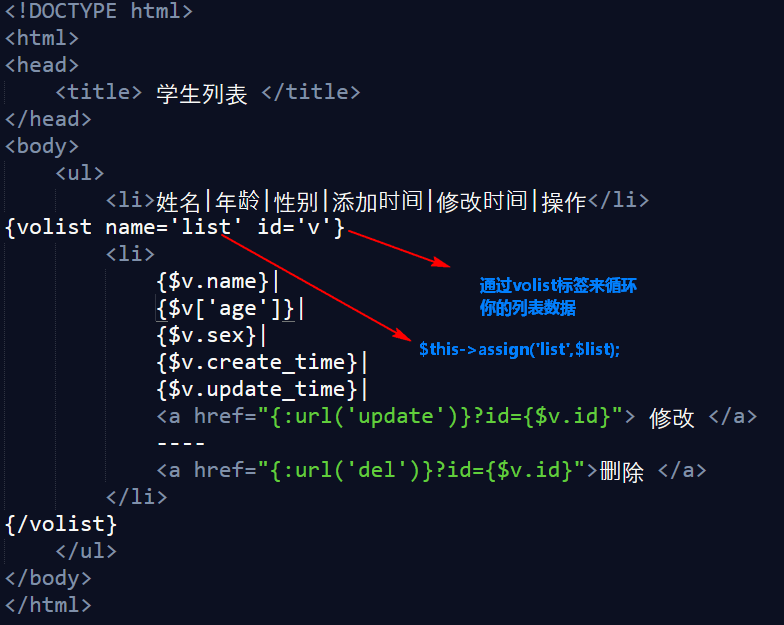 <!DOCTYPE html>
<html>
<head>
    <title> 学生列表 </title>
</head>
<body>
    <ul>
        <li>姓名|年龄|性别|添加时间|修改时间|操作</li>
{volist name='list' id='v'}
        <li>
            {$v.name}|
通过volist标签来循环
            {$v['age']}|
你的列表数据
            {$v.sex}|
$this->assign('list',$list);
            {$v.create_time}|
            {$v.update_time}|
            <a href="{:url('update')}?id={$v.id}"> 修改 </a>
            ----
            <a href="{:url('del')}?id={$v.id}">删除 </a>
        </li>
{/volist}
    </ul>
</body>
</html>